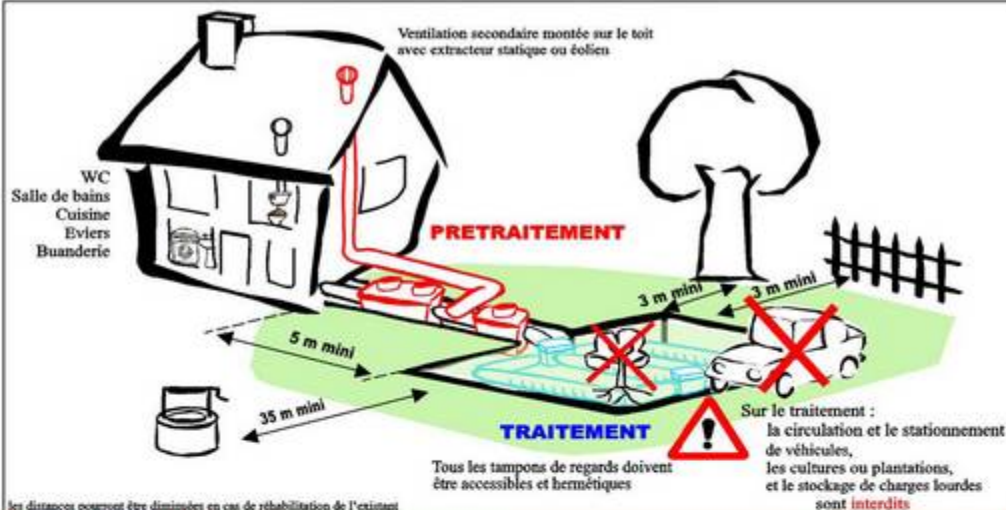 Ventilation secondaire montée sur le toit
avec extracteur statique ou éolien
WC
Salle de bains
Cuisine
Eviers
Buanderie
PRETRAITEMENT
3 m mini
3 m mini
5 m mini
35 m mini
TRAITEMENT
Tous les tampons de regards doivent
être accessibles et hermétiques
Sur le traitement :
la circulation et le stationnement
de véhicules,
les cultures ou plantations,
et le stockage de charges lourdes
sont interdits
les distances pourront être diminuées en cas de réhabilitation de l'existant